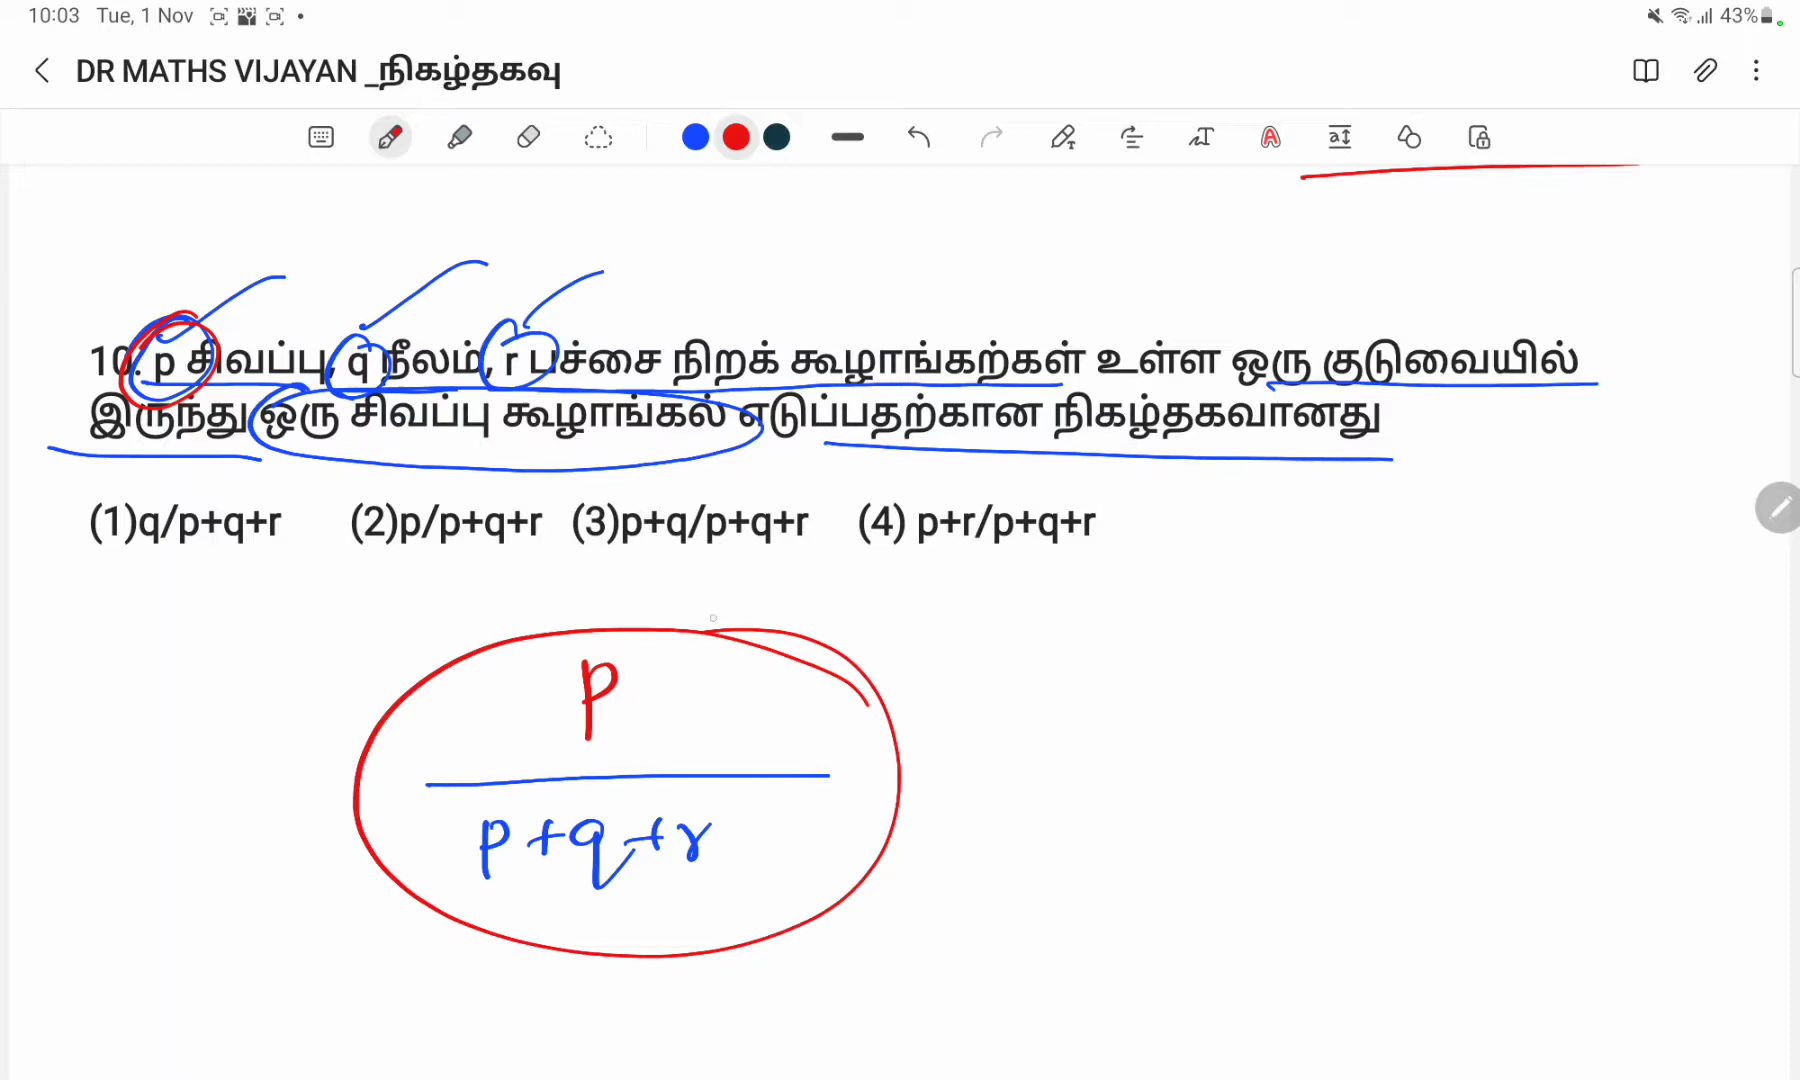 10:03 Tue, 1 Nov 43%
DR MATHS VIJAYAN _நிகழ்தகவு
10. p சிவப்பு, q நீலம், r பச்சை நிறக் கூழாங்கற்கள் உள்ள ஒரு குடுவையில்
இருந்து ஒரு சிவப்பு கூழாங்கல் எடுப்பதற்கான நிகழ்தகவானது
(1)q/p+q+r (2)p/p+q+r (3)p+q/p+q+r (4) p+r/p+q+r
p
p+q+r